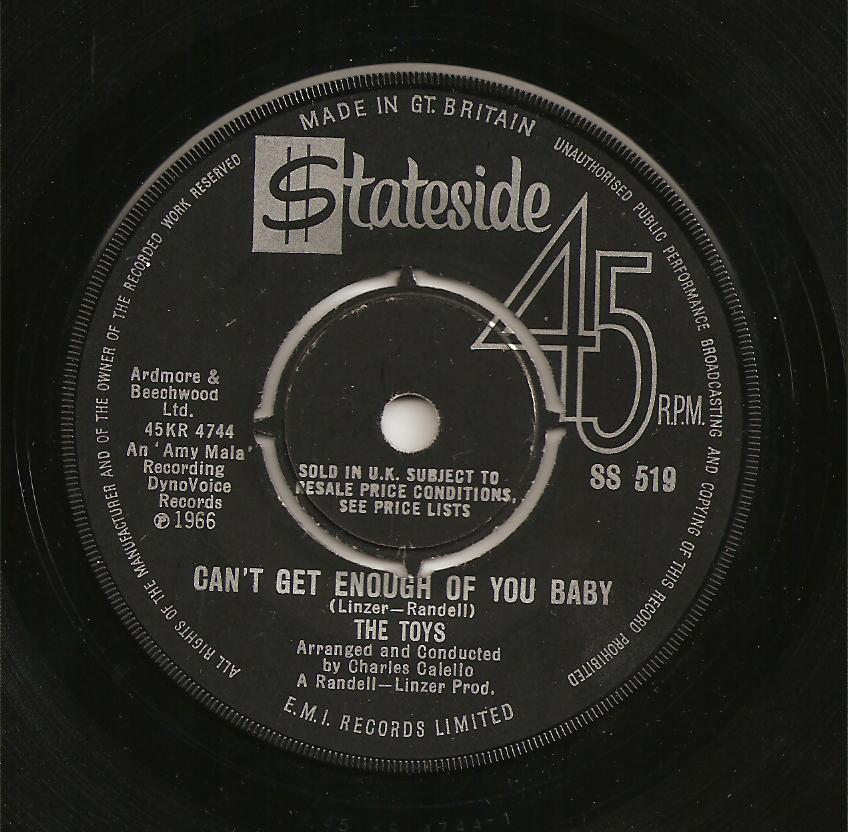 MADE IN GT. BRITAIN
Stateside
45
R.P.M.
SS 519
Ardmore &
Beechwood
Ltd.
45KR 4744
An 'Amy Mala'
Recording
DynoVoice
Records
℗ 1966
SOLD IN U.K. SUBJECT TO
RESALE PRICE CONDITIONS,
SEE PRICE LISTS
CAN'T GET ENOUGH OF YOU BABY
(Linzer—Randell)
THE TOYS
Arranged and Conducted
by Charles Calello
A Randell—Linzer Prod.
E.M.I. RECORDS LIMITED
ALL RIGHTS OF THE MANUFACTURER AND OF THE OWNER OF THE RECORDED WORK RESERVED
UNAUTHORISED PUBLIC PERFORMANCE BROADCASTING AND COPYING OF THIS RECORD PROHIBITED